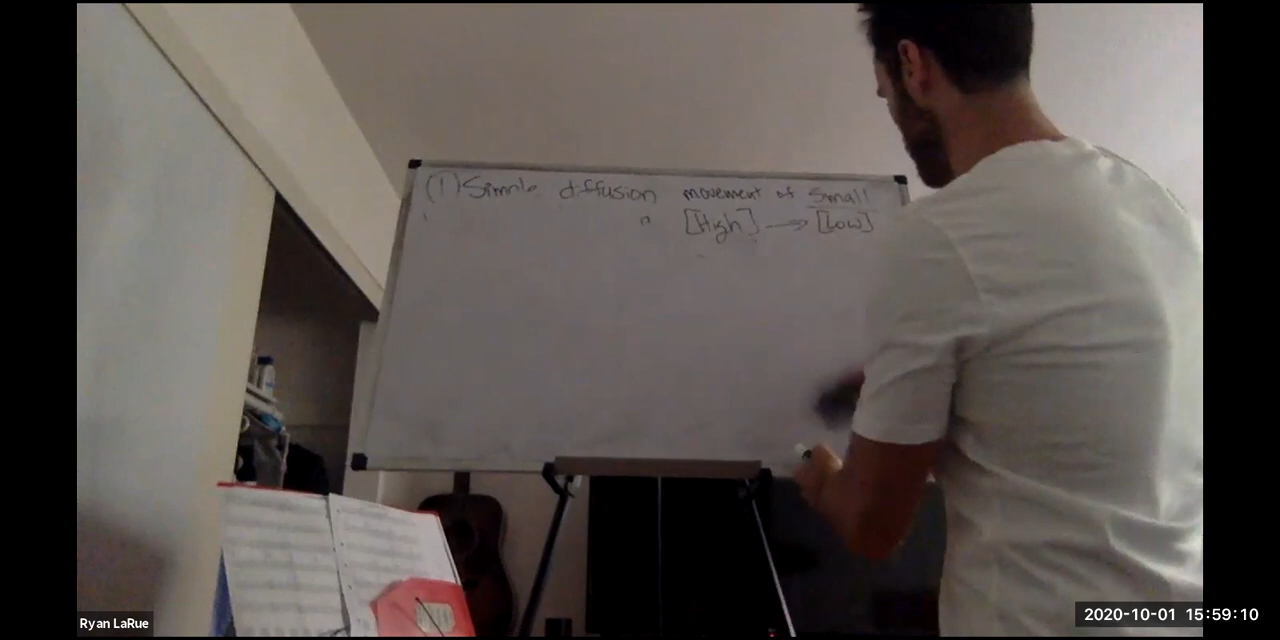 (1) Simple diffusion movement of Small
" [High] → [Low]
Ryan LaRue
2020-10-01 15:59:10